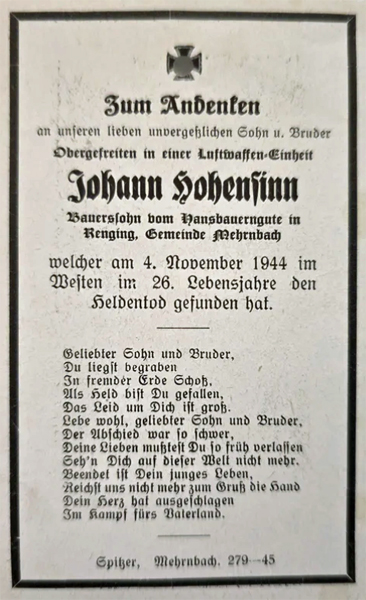 Zum Andenken
an unseren lieben unvergeßlichen Sohn u. Bruder
Obergefreiten in einer Luftwaffen-Einheit
Johann Hohensinn
Bauerssohn vom Hansbauerngute in
Renging, Gemeinde Mehrnbach
welcher am 4. November 1944 im
Westen im 26. Lebensjahre den
Heldentod gefunden hat.
Geliebter Sohn und Bruder,
Du liegst begraben
In fremder Erde Schoß,
Als Held bist Du gefallen,
Das Leid um Dich ist groß.
Lebe wohl, geliebter Sohn und Bruder,
Der Abschied war so schwer,
Deine Lieben mußtest Du so früh verlassen
Seh'n Dich auf dieser Welt nicht mehr.
Beendet ist Dein junges Leben,
Reichst uns nicht mehr zum Gruß die Hand
Dein Herz hat ausgeschlagen
Im Kampf fürs Vaterland.
Spitzer, Mehrnbach. 279—45